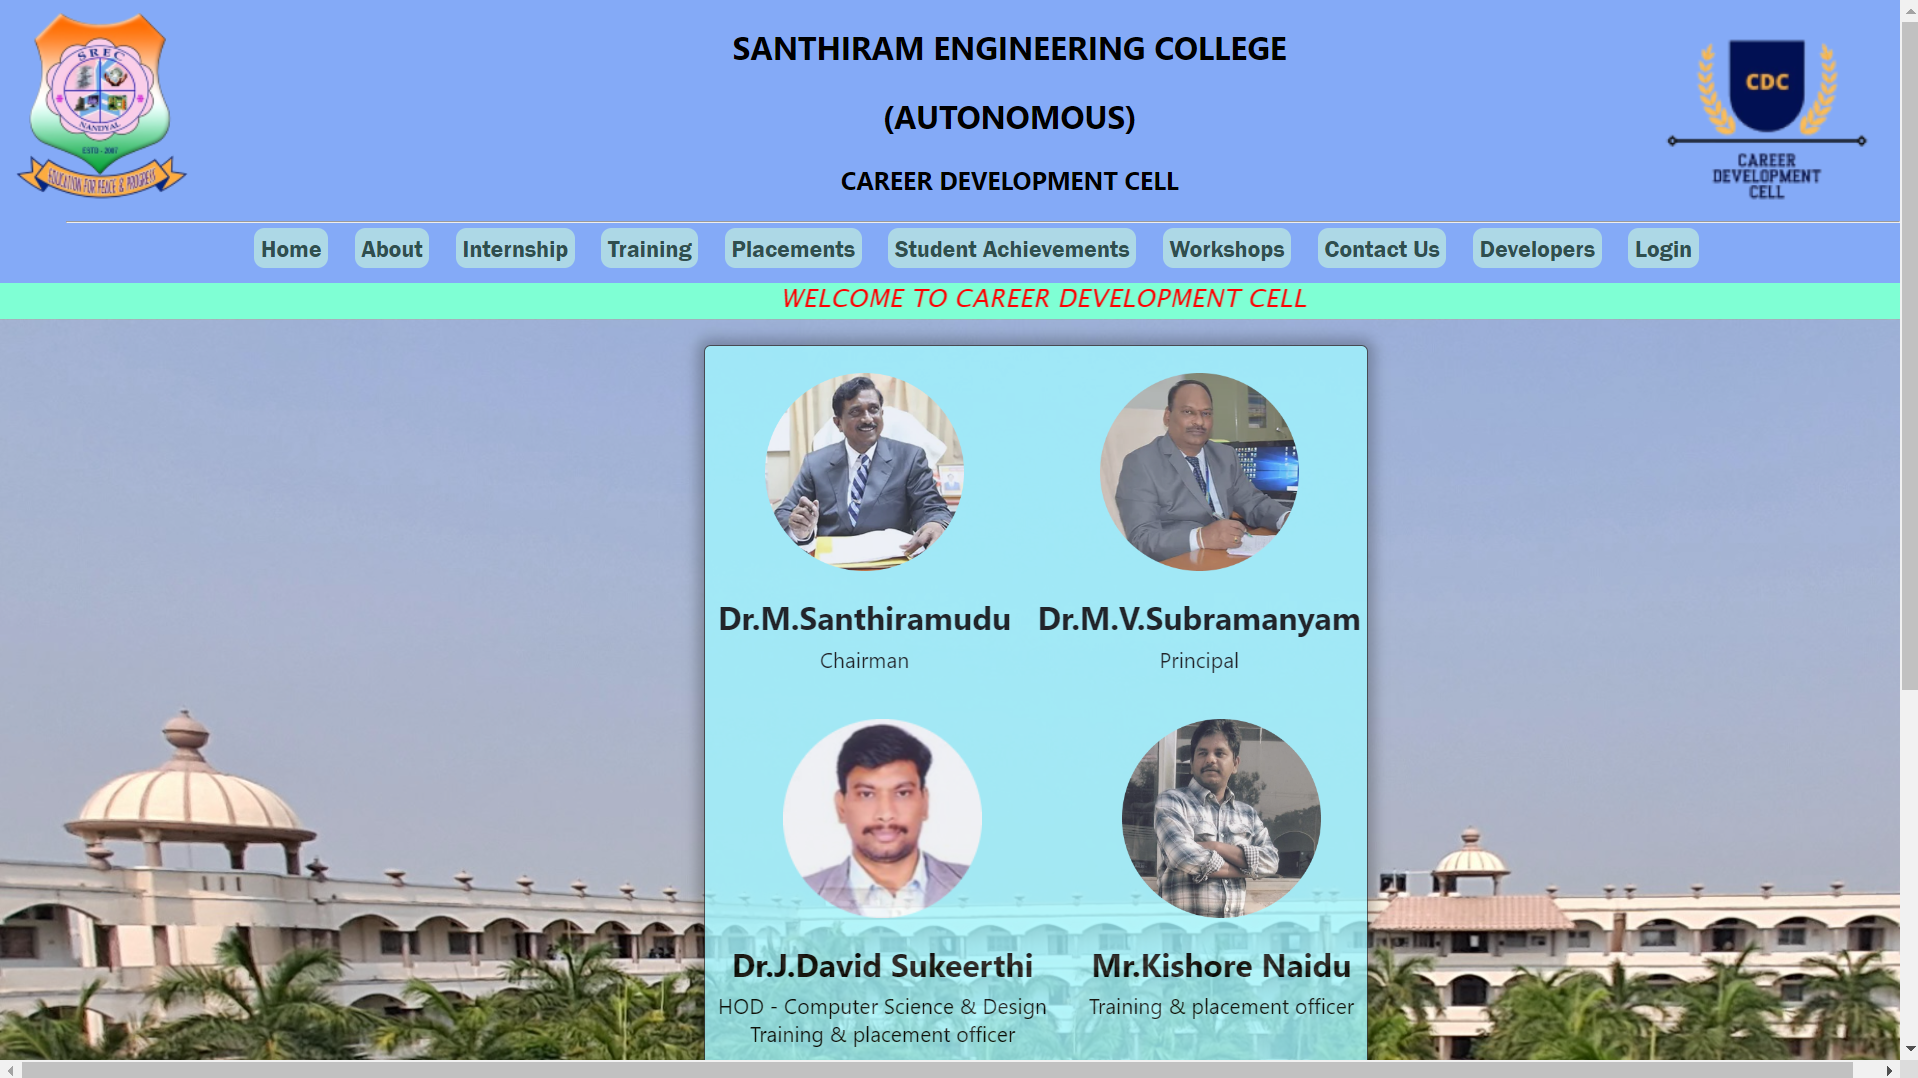 SREC
NANDYAL
ESTD - 2007
EDUCATION FOR PEACE & PROGRESS
SANTHIRAM ENGINEERING COLLEGE
(AUTONOMOUS)
CAREER DEVELOPMENT CELL
CDC
CAREER
DEVELOPMENT
CELL
Home About Internship Training Placements Student Achievements Workshops Contact Us Developers Login
WELCOME TO CAREER DEVELOPMENT CELL
Dr.M.Santhiramudu Dr.M.V.Subramanyam
Chairman Principal
Dr.J.David Sukeerthi Mr.Kishore Naidu
HOD - Computer Science & Design Training & placement officer
Training & placement officer